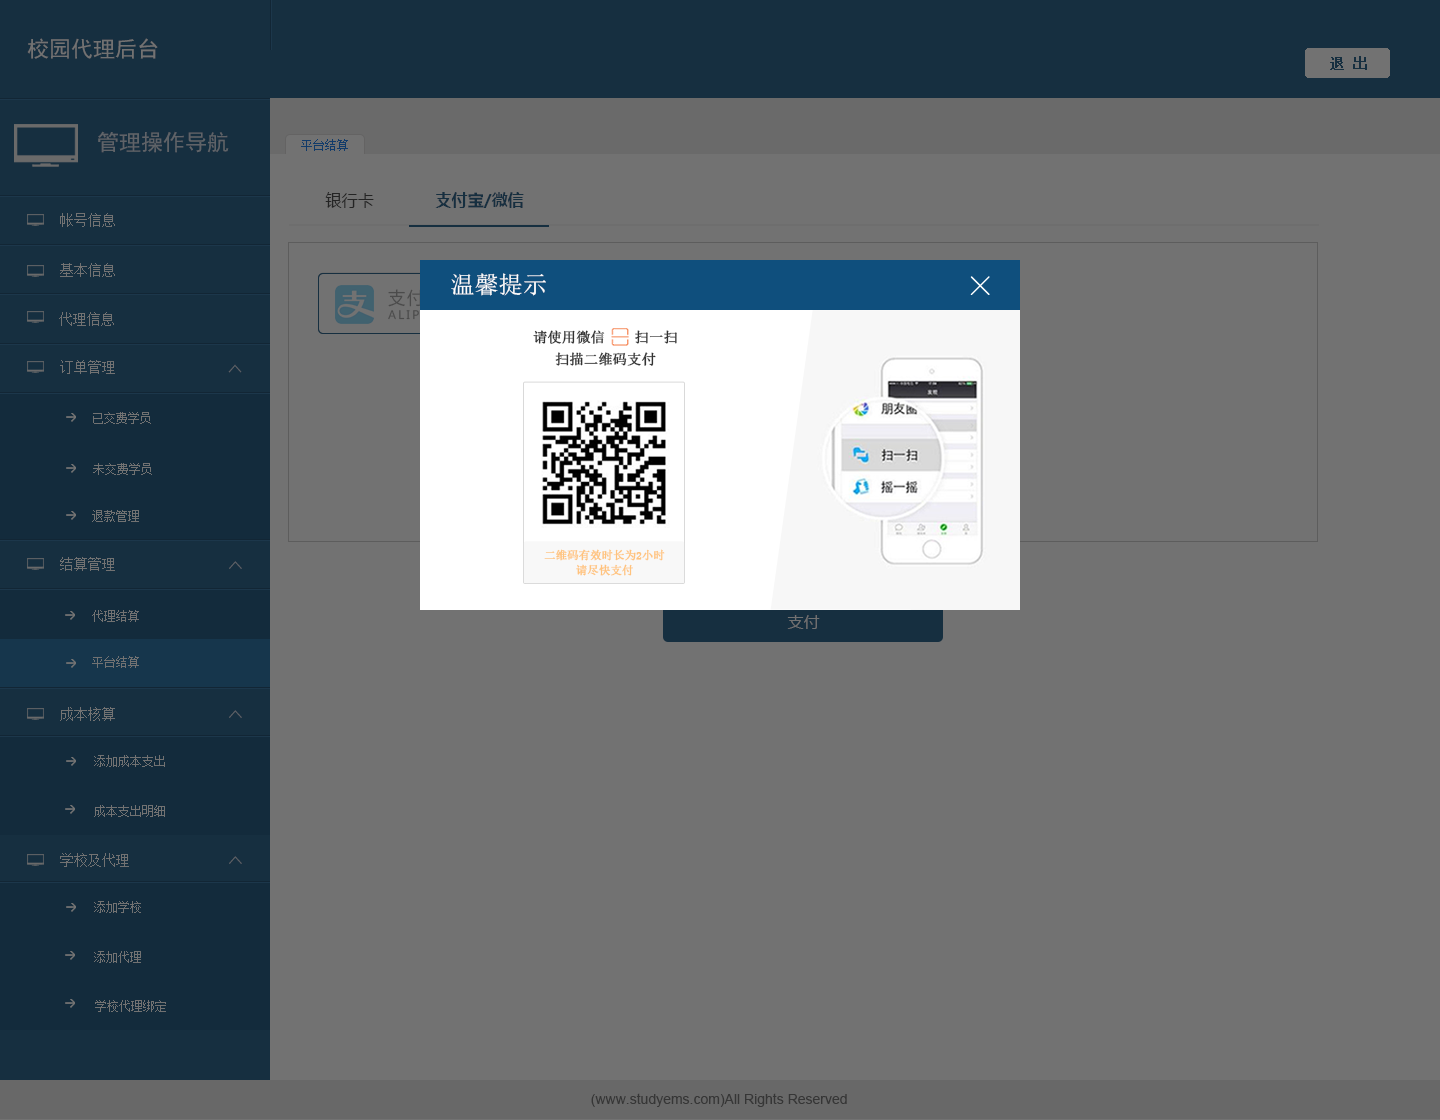 校园代理后台
退 出
管理操作导航
平台结算
银行卡
支付宝/微信
帐号信息
基本信息
代理信息
订单管理
已交费学员
未交费学员
退款管理
结算管理
代理结算
平台结算
成本核算
添加成本支出
成本支出明细
学校及代理
添加学校
添加代理
学校代理绑定
支付
ALIP
温馨提示
请使用微信 扫一扫
扫描二维码支付
二维码有效时长为2小时
请尽快支付
发现
朋友圈
扫一扫
摇一摇
支付
(www.studyems.com)All Rights Reserved